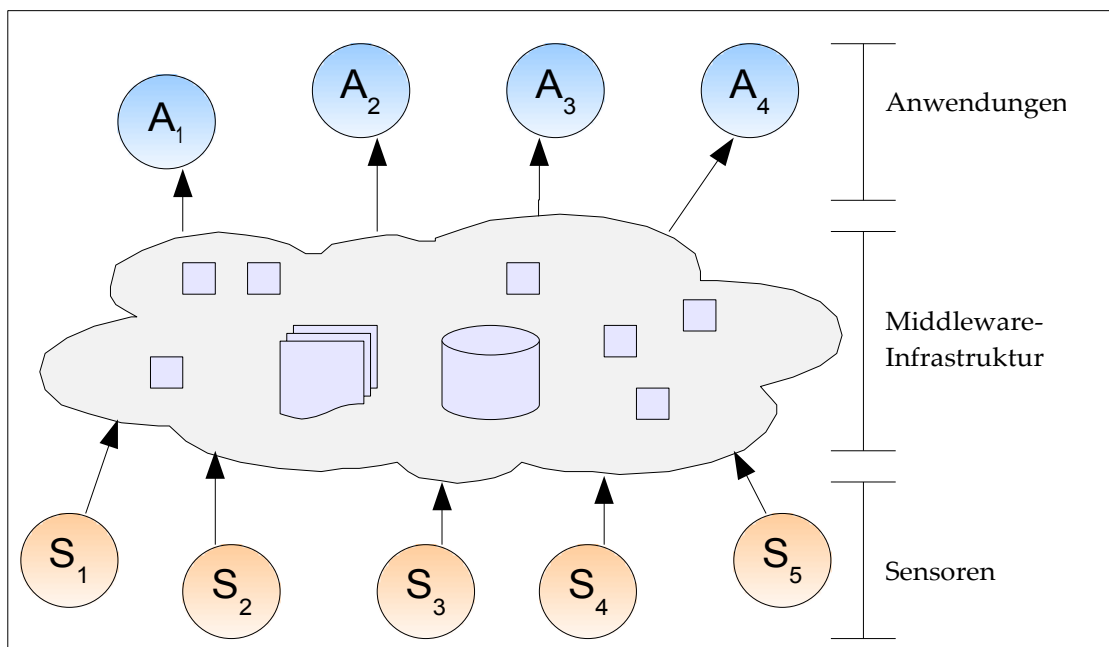 A1
A2
A3
A4
Anwendungen
Middleware-
Infrastruktur
S1
S2
S3
S4
S5
Sensoren